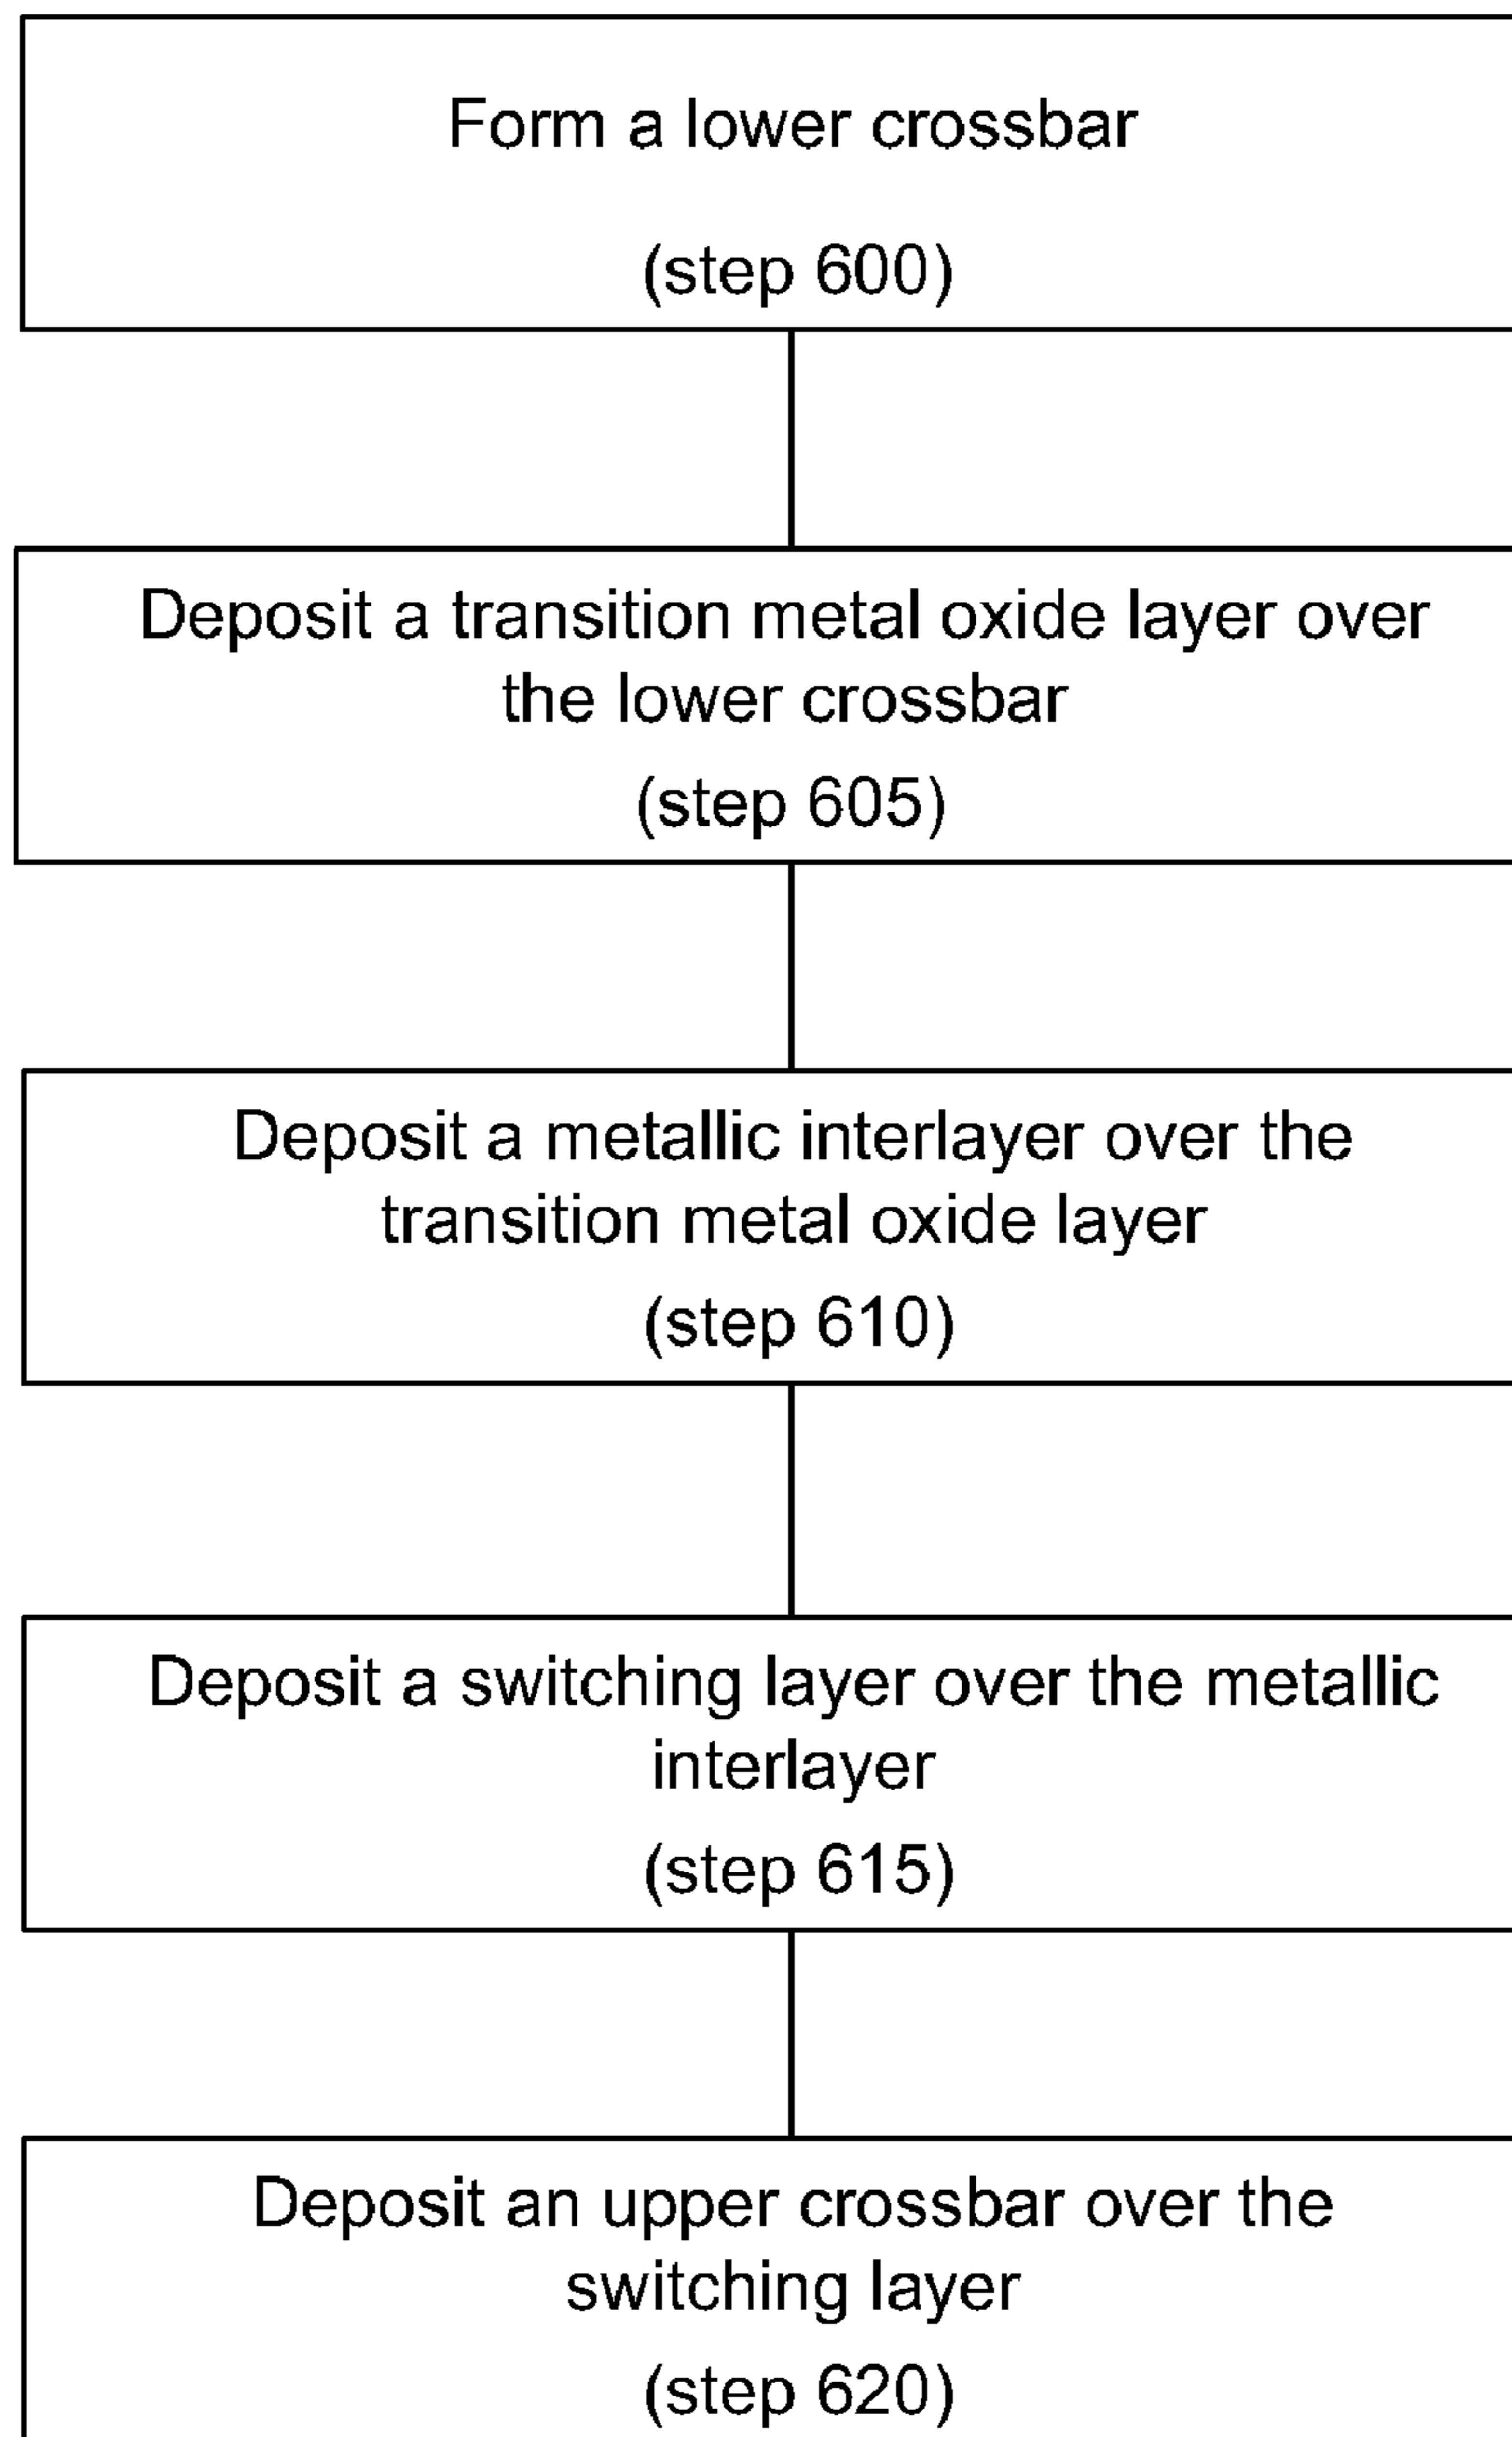 Form a lower crossbar
(step 600)
Deposit a transition metal oxide layer over
the lower crossbar
(step 605)
Deposit a metallic interlayer over the
transition metal oxide layer
(step 610)
Deposit a switching layer over the metallic
interlayer
(step 615)
Deposit an upper crossbar over the
switching layer
(step 620)